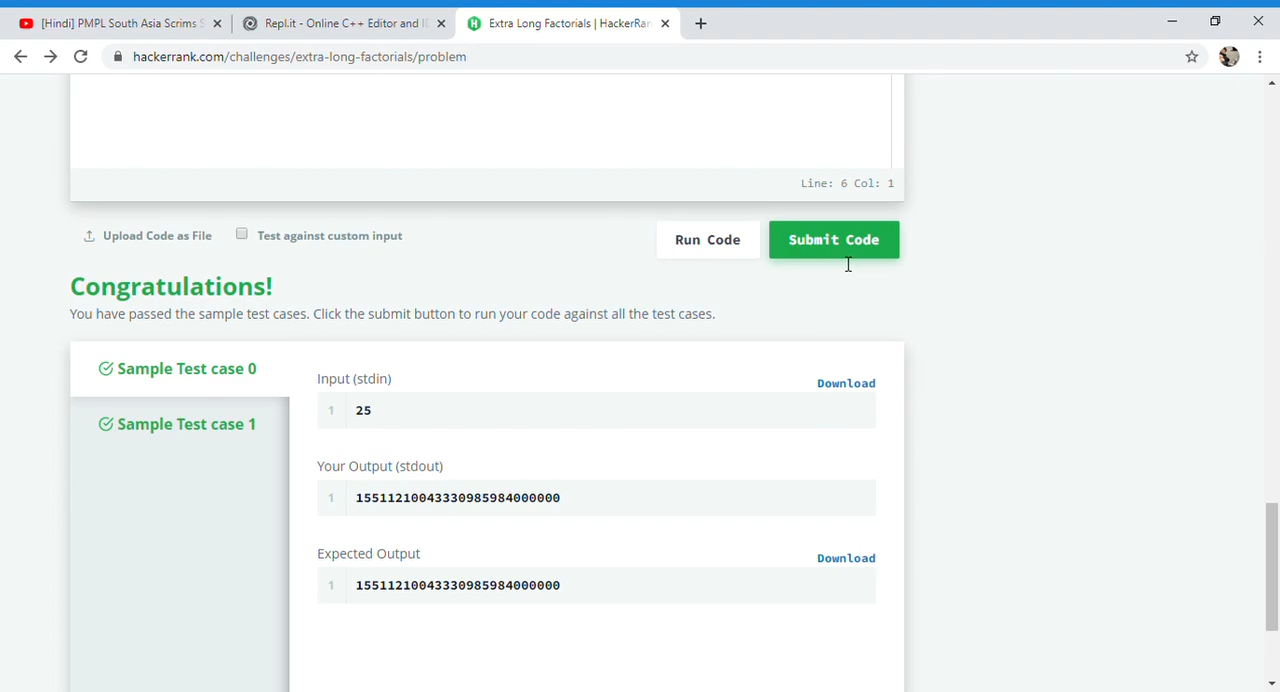 [Hindi] PMPL South Asia Scrims S
Repl.it - Online C++ Editor and ID
Extra Long Factorials | HackerRan
hackerrank.com/challenges/extra-long-factorials/problem
Line: 6 Col: 1
Upload Code as File
Test against custom input
Run Code
Submit Code
Congratulations!
You have passed the sample test cases. Click the submit button to run your code against all the test cases.
Sample Test case 0
Sample Test case 1
Input (stdin)
Download
1 25
Your Output (stdout)
1 15511210043330985984000000
Expected Output
Download
1 15511210043330985984000000